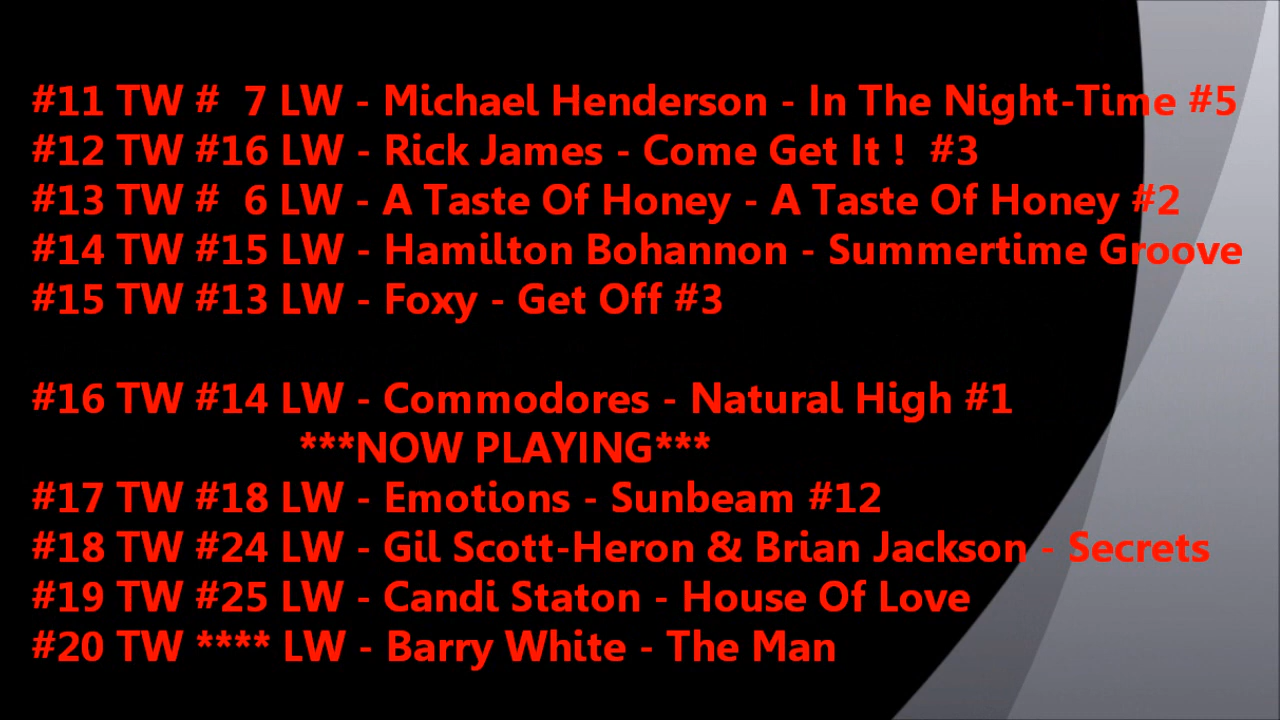 #11 TW #  7 LW - Michael Henderson - In The Night-Time #5
#12 TW #16 LW - Rick James - Come Get It !  #3
#13 TW #  6 LW - A Taste Of Honey - A Taste Of Honey #2
#14 TW #15 LW - Hamilton Bohannon - Summertime Groove
#15 TW #13 LW - Foxy - Get Off #3
#16 TW #14 LW - Commodores - Natural High #1
***NOW PLAYING***
#17 TW #18 LW - Emotions - Sunbeam #12
#18 TW #24 LW - Gil Scott-Heron & Brian Jackson - Secrets
#19 TW #25 LW - Candi Staton - House Of Love
#20 TW **** LW - Barry White - The Man